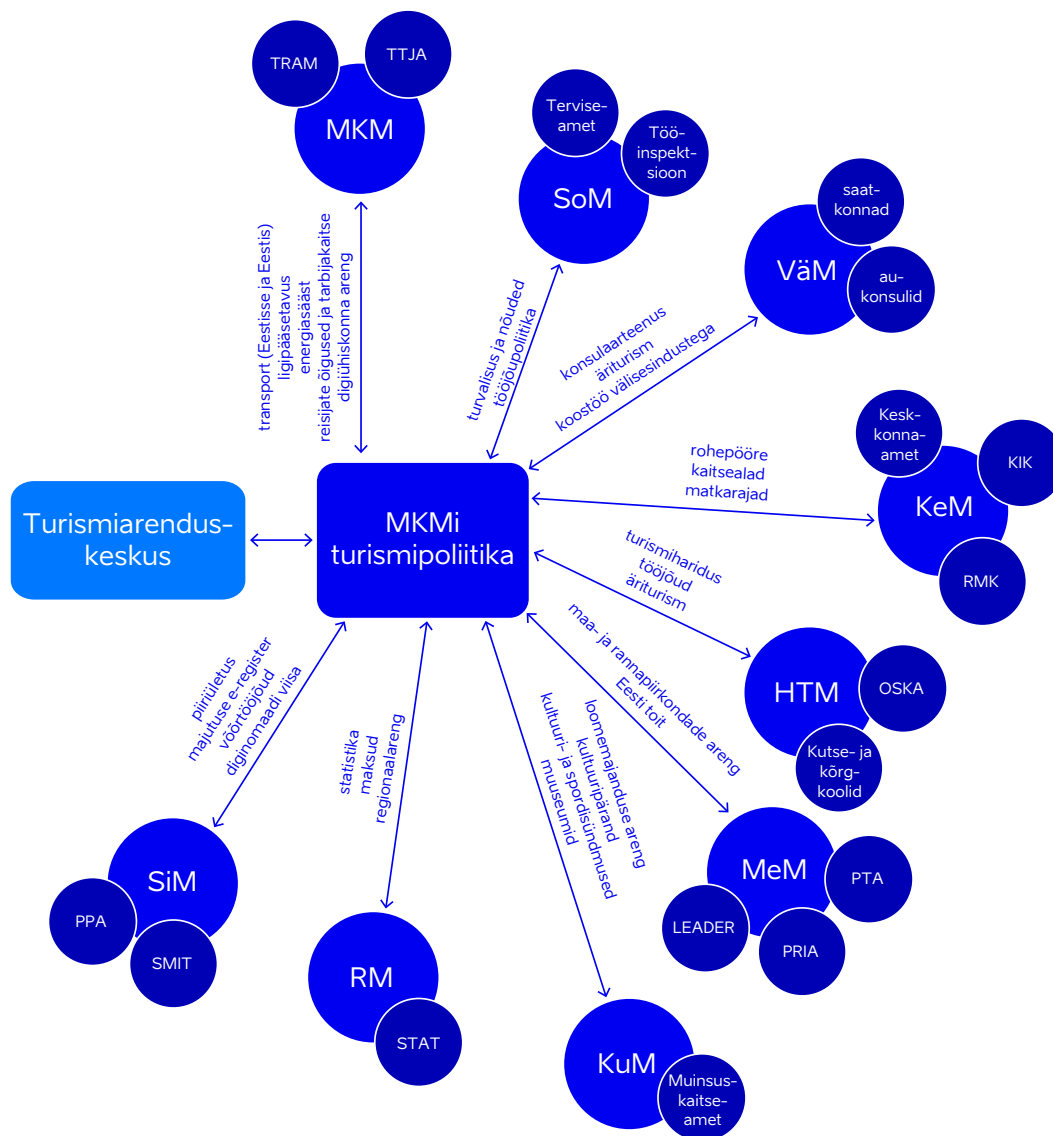 TRAM
TTJA
MKM
Tervise-
amet
Töö-
inspekt-
sioon
SoM
saat-
konnad
VäM
au-
konsulid
transport (Eestisse ja Eestis)
ligipääsetavus
energiasääst
reisijate õigused ja tarbijakaitse
digiühiskonna areng
turvalisus ja nõuded
tööjõupoliitika
konsulaarteenus
äriturism
koostöö välisesindustega
Kesk-
konna-
amet
KIK
KeM
RMK
rohepööre
kaitsealad
matkarajad
Turismiarendus-
keskus
MKMi
turismipoliitika
turismiharidus
tööjõud
äriturism
HTM
OSKA
Kutse- ja
kõrg-
koolid
maa- ja rannapiirkondade areng
Eesti toit
MeM
PTA
LEADER
PRIA
piiriületus
majutuse e-register
võõrtööjõud
diginomaadi viisa
SiM
PPA
SMIT
statistika
maksud
regionaalareng
RM
STAT
loomemajanduse areng
kultuuripärand
kultuuri- ja spordisündmused
muuseumid
KuM
Muinsus-
kaitse-
amet